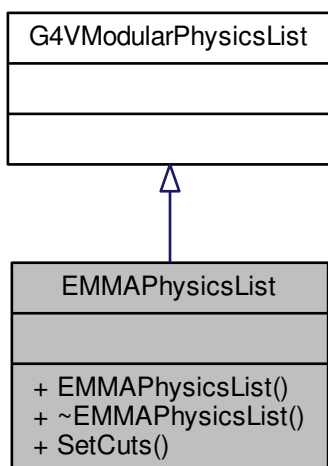 G4VModularPhysicsList
EMMAPhysicsList
+ EMMAPhysicsList()
+ ~EMMAPhysicsList()
+ SetCuts()